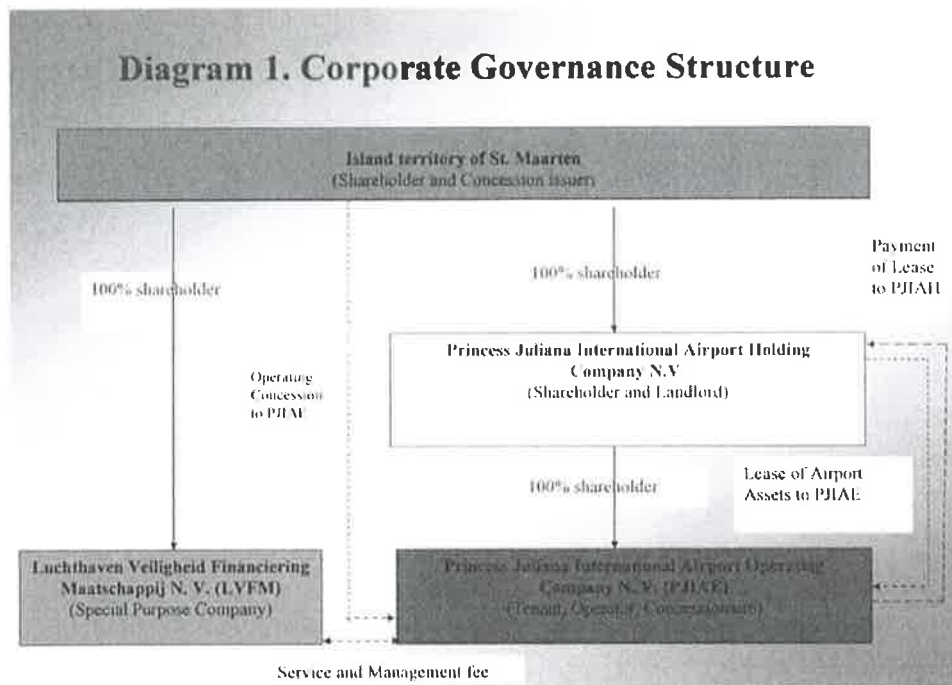 Diagram 1. Corporate Governance Structure
Island territory of St. Maarten
(Shareholder and Concession issuer)
Payment
of Lease
to PJIAH
100% shareholder
100% shareholder
Princess Juliana International Airport Holding
Company N.V
(Shareholder and Landlord)
Operating
Concession
to PJIAE
100% shareholder
Lease of Airport
Assets to PJIAE
Luchthaven Veiligheid Financiering
Maatschappij N. V. (LVFM)
(Special Purpose Company)
Princess Juliana International Airport Operating
Company N. V. (PJIAE)
(Tenant, Operator, Concessionaire)
Service and Management fee